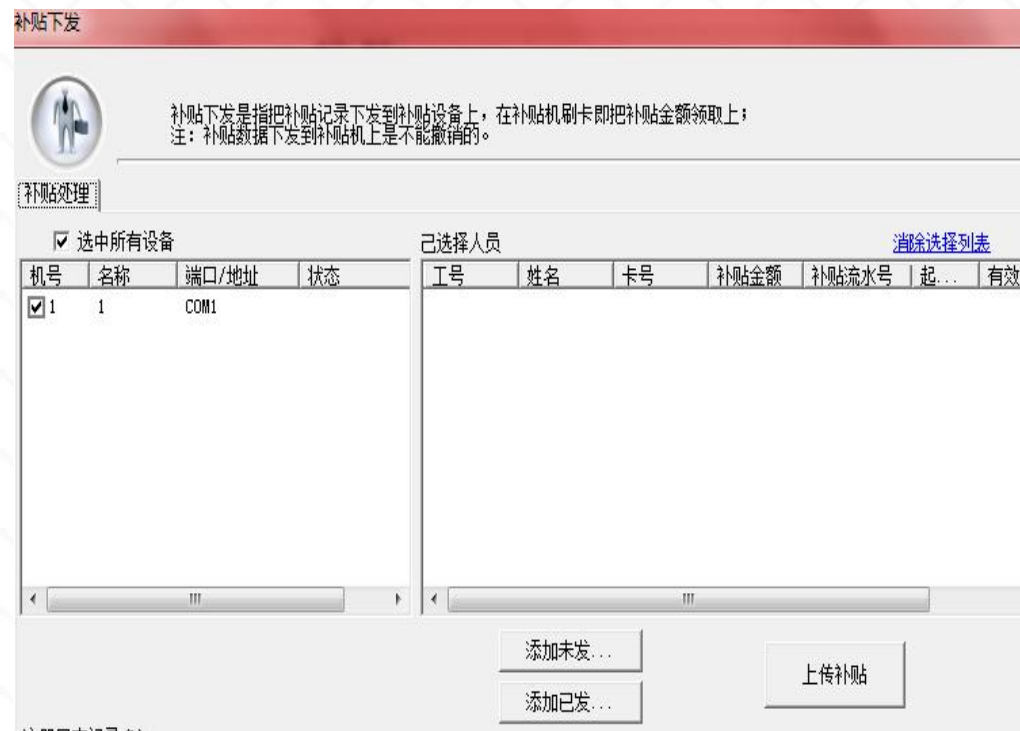 补贴下发
补贴下发是指把补贴记录下发到补贴设备上，在补贴机刷卡即把补贴金额领取上；
注：补贴数据下发到补贴机上是不能撤销的。
补贴处理
选中所有设备
己选择人员
消除选择列表
机号 名称 端口/地址 状态
工号 姓名 卡号 补贴金额 补贴流水号 起... 有效
1 1 COM1
添加未发...
上传补贴
添加已发...